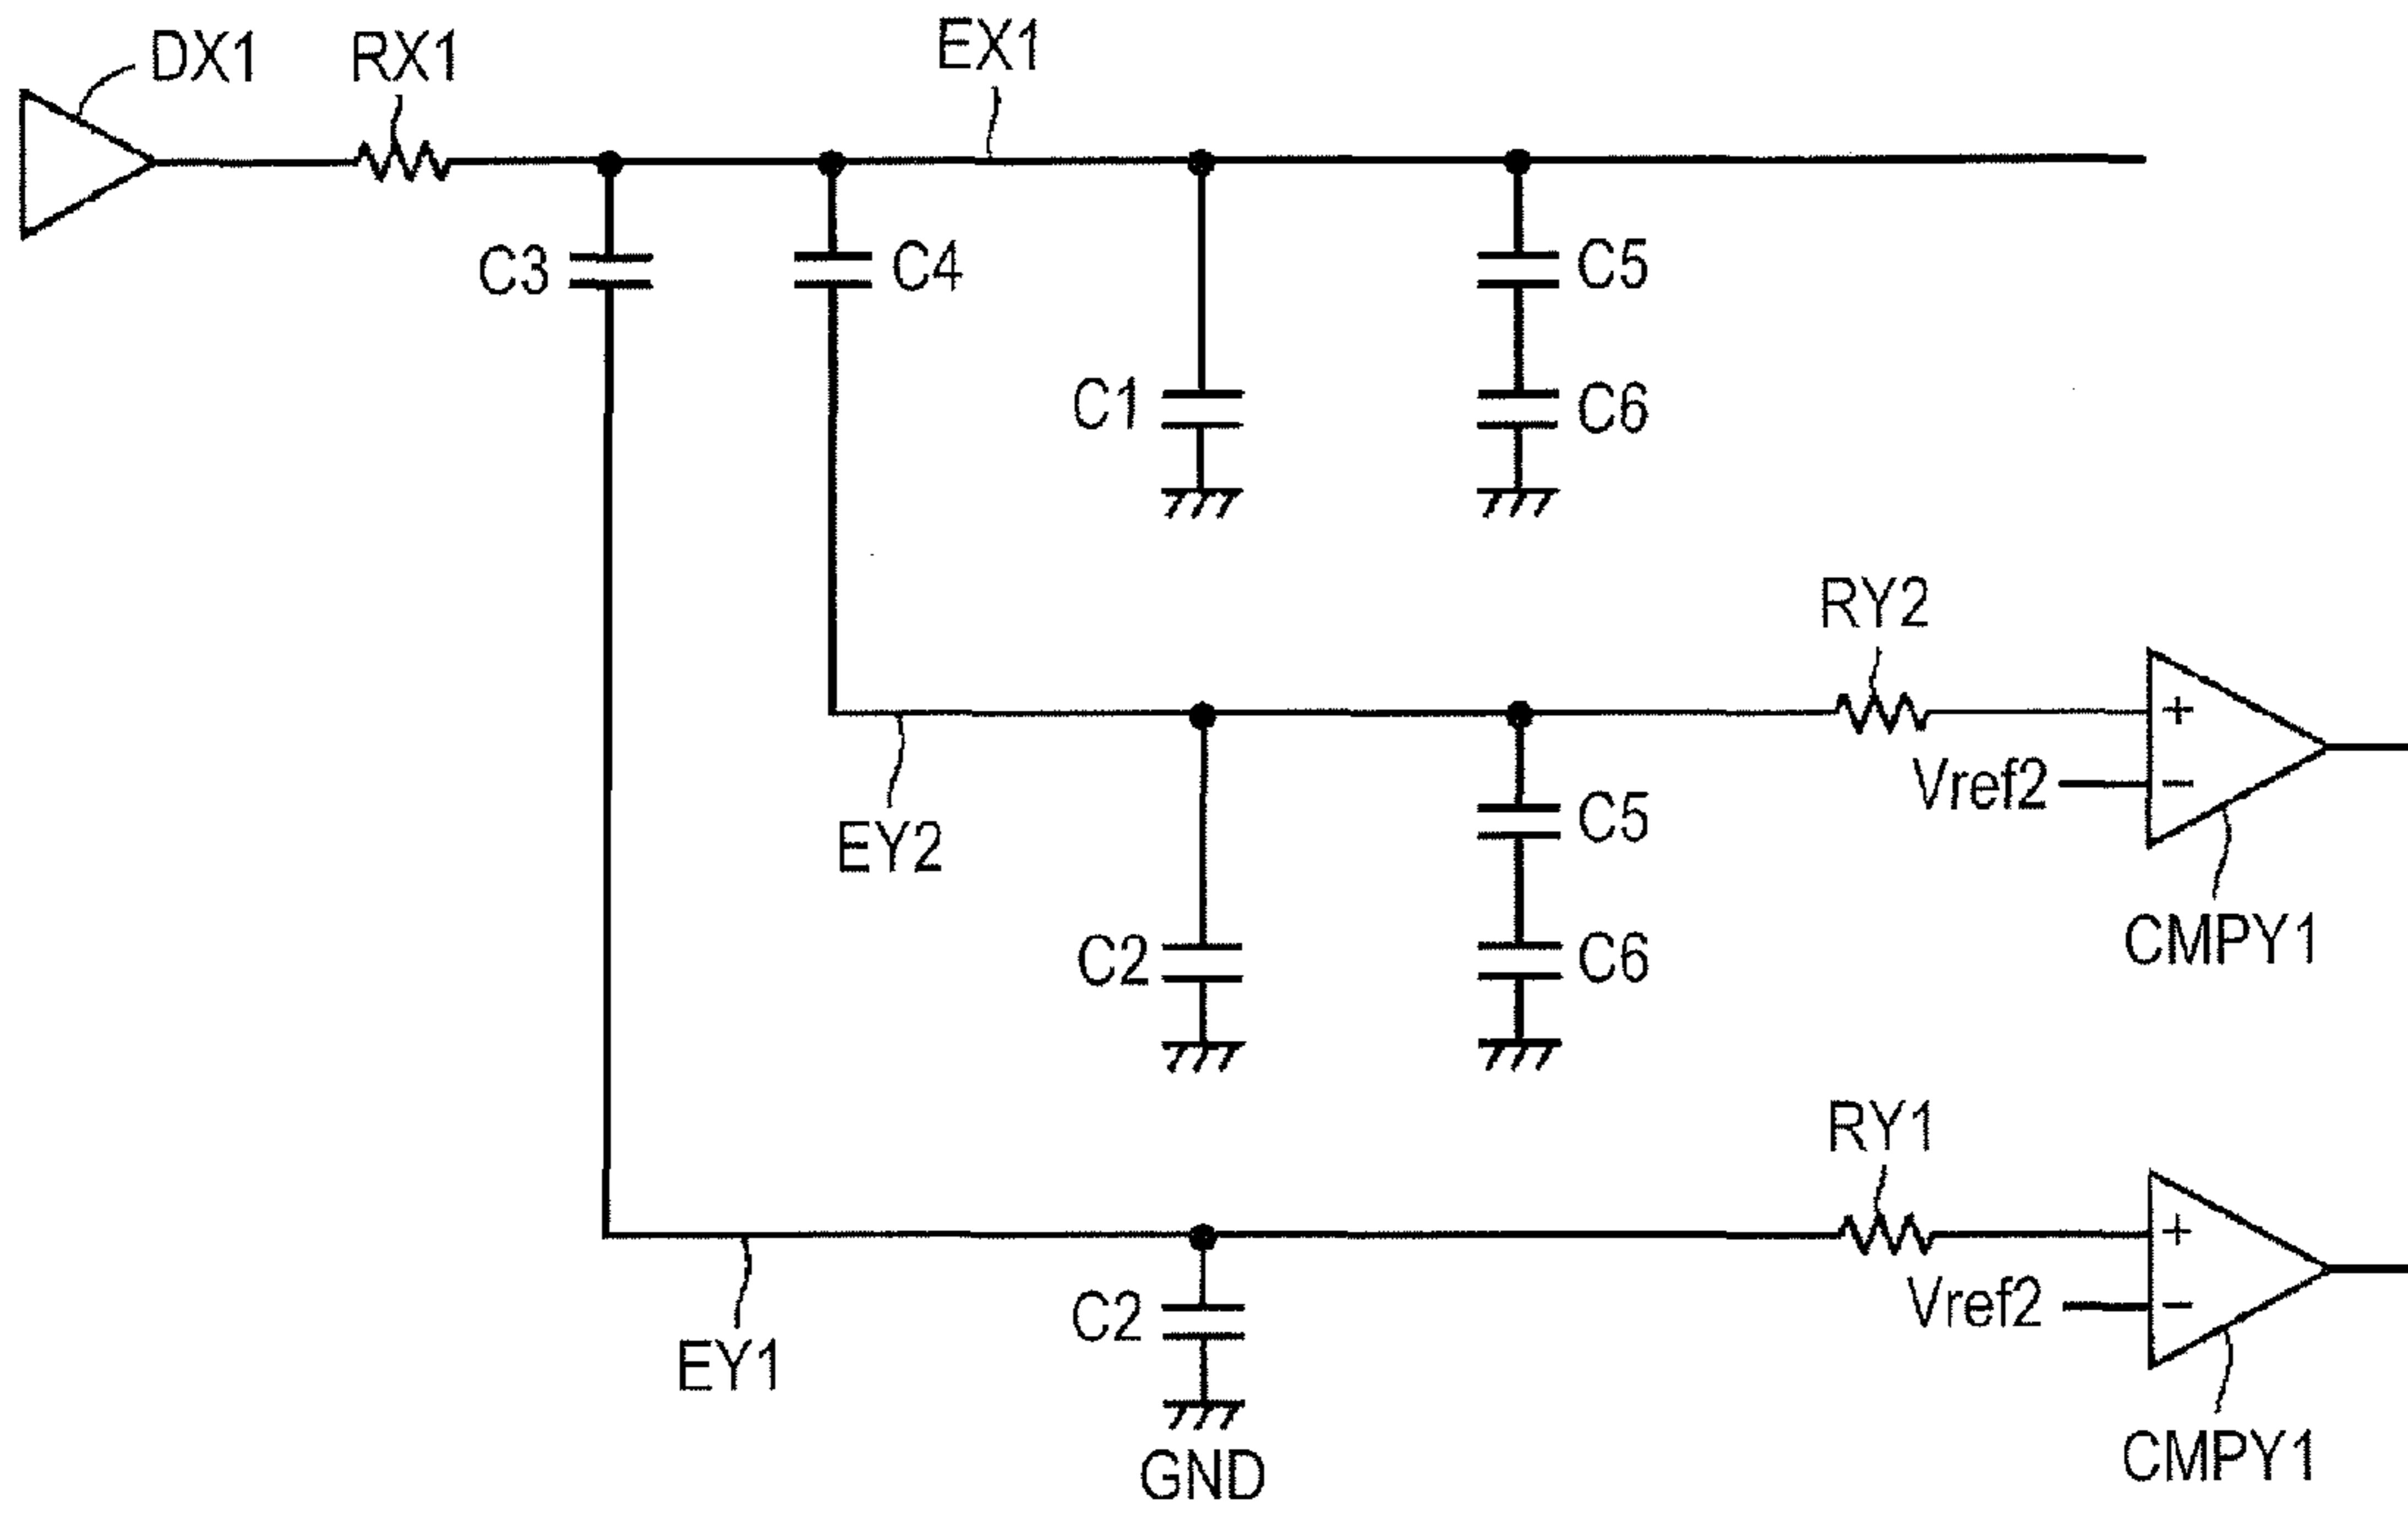 DX1
RX1
EX1
C3
C4
C5
C1
C6
RY2
+
Vref2
−
EY2
C5
CMPY1
C2
C6
RY1
+
Vref2
−
C2
EY1
CMPY1
GND